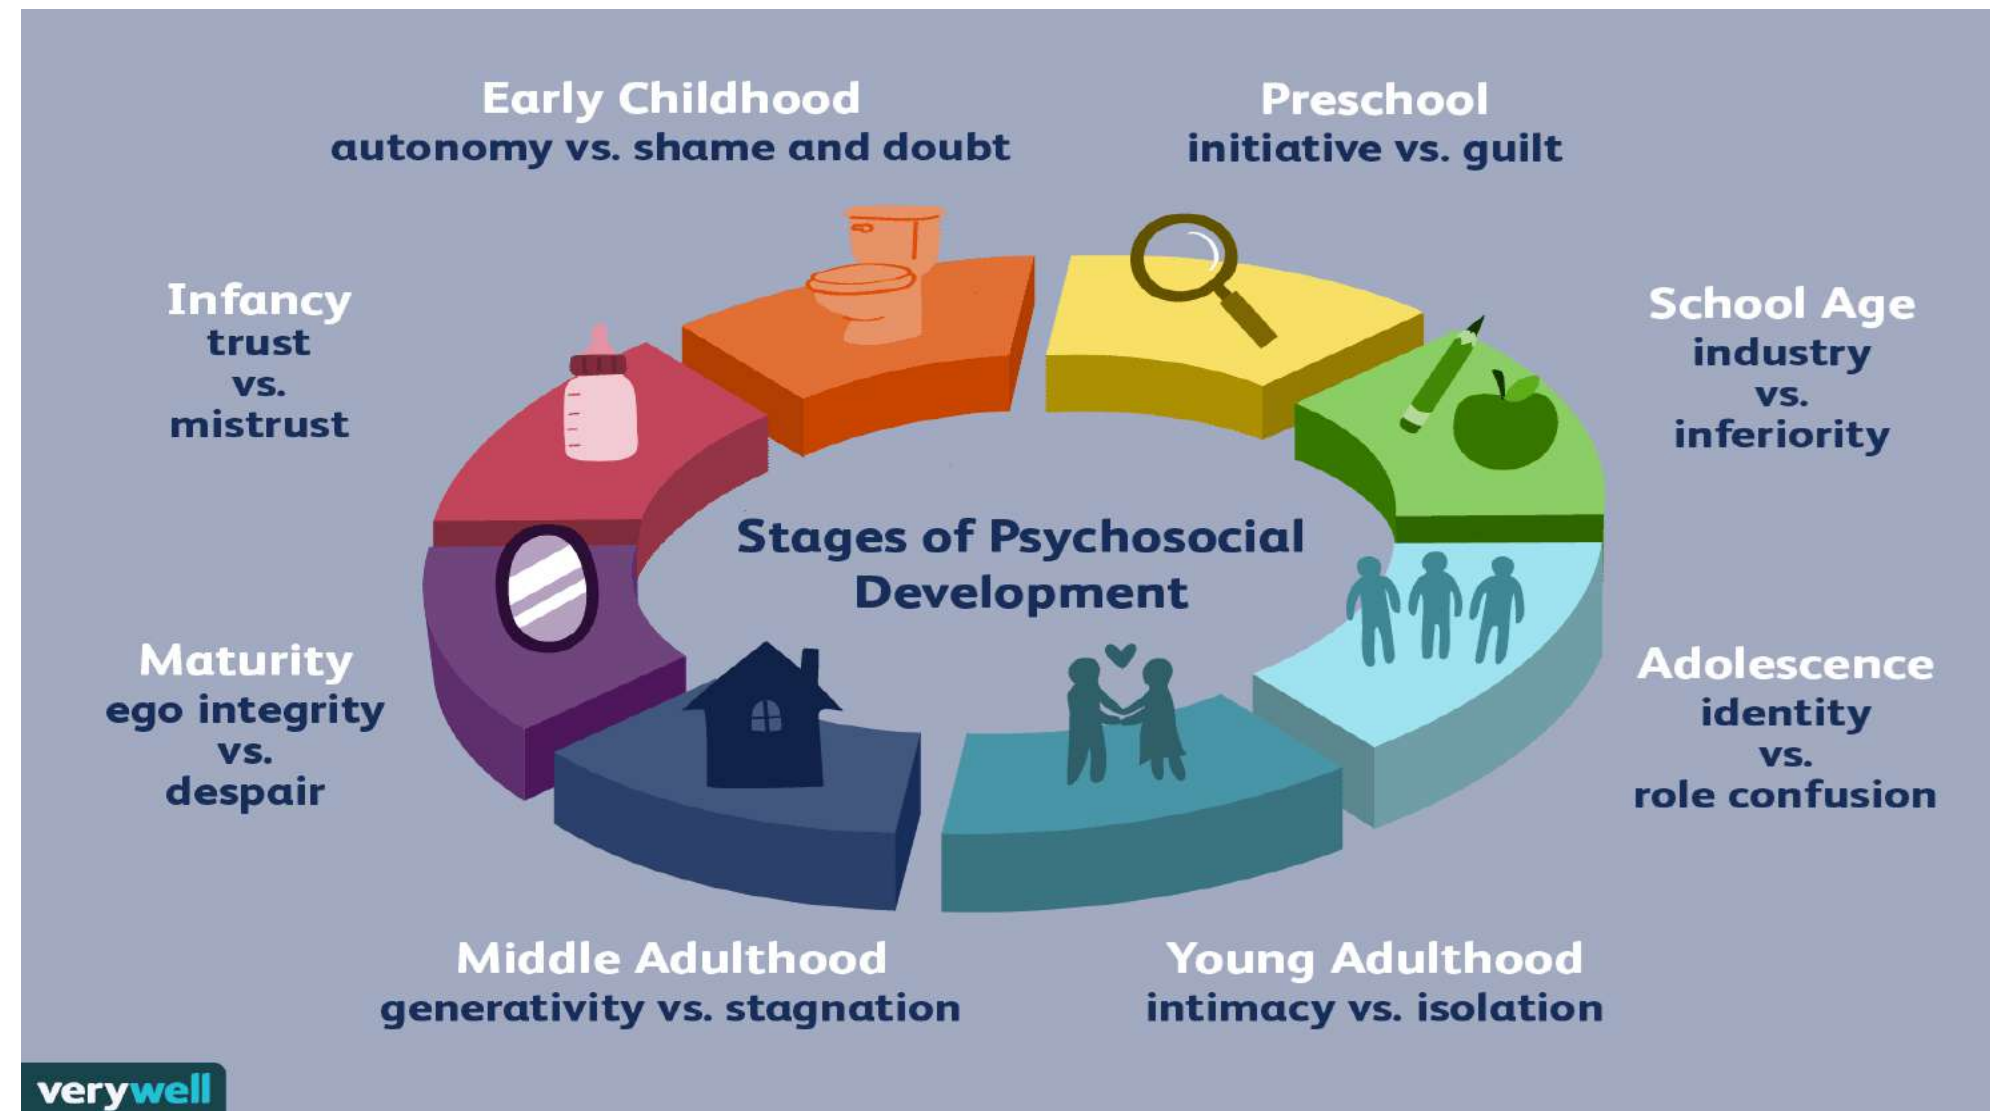 Early Childhood
autonomy vs. shame and doubt
Preschool
initiative vs. guilt
Infancy
trust
vs.
mistrust
School Age
industry
vs.
inferiority
Stages of Psychosocial
Development
Maturity
ego integrity
vs.
despair
Adolescence
identity
vs.
role confusion
Middle Adulthood
generativity vs. stagnation
Young Adulthood
intimacy vs. isolation
verywell